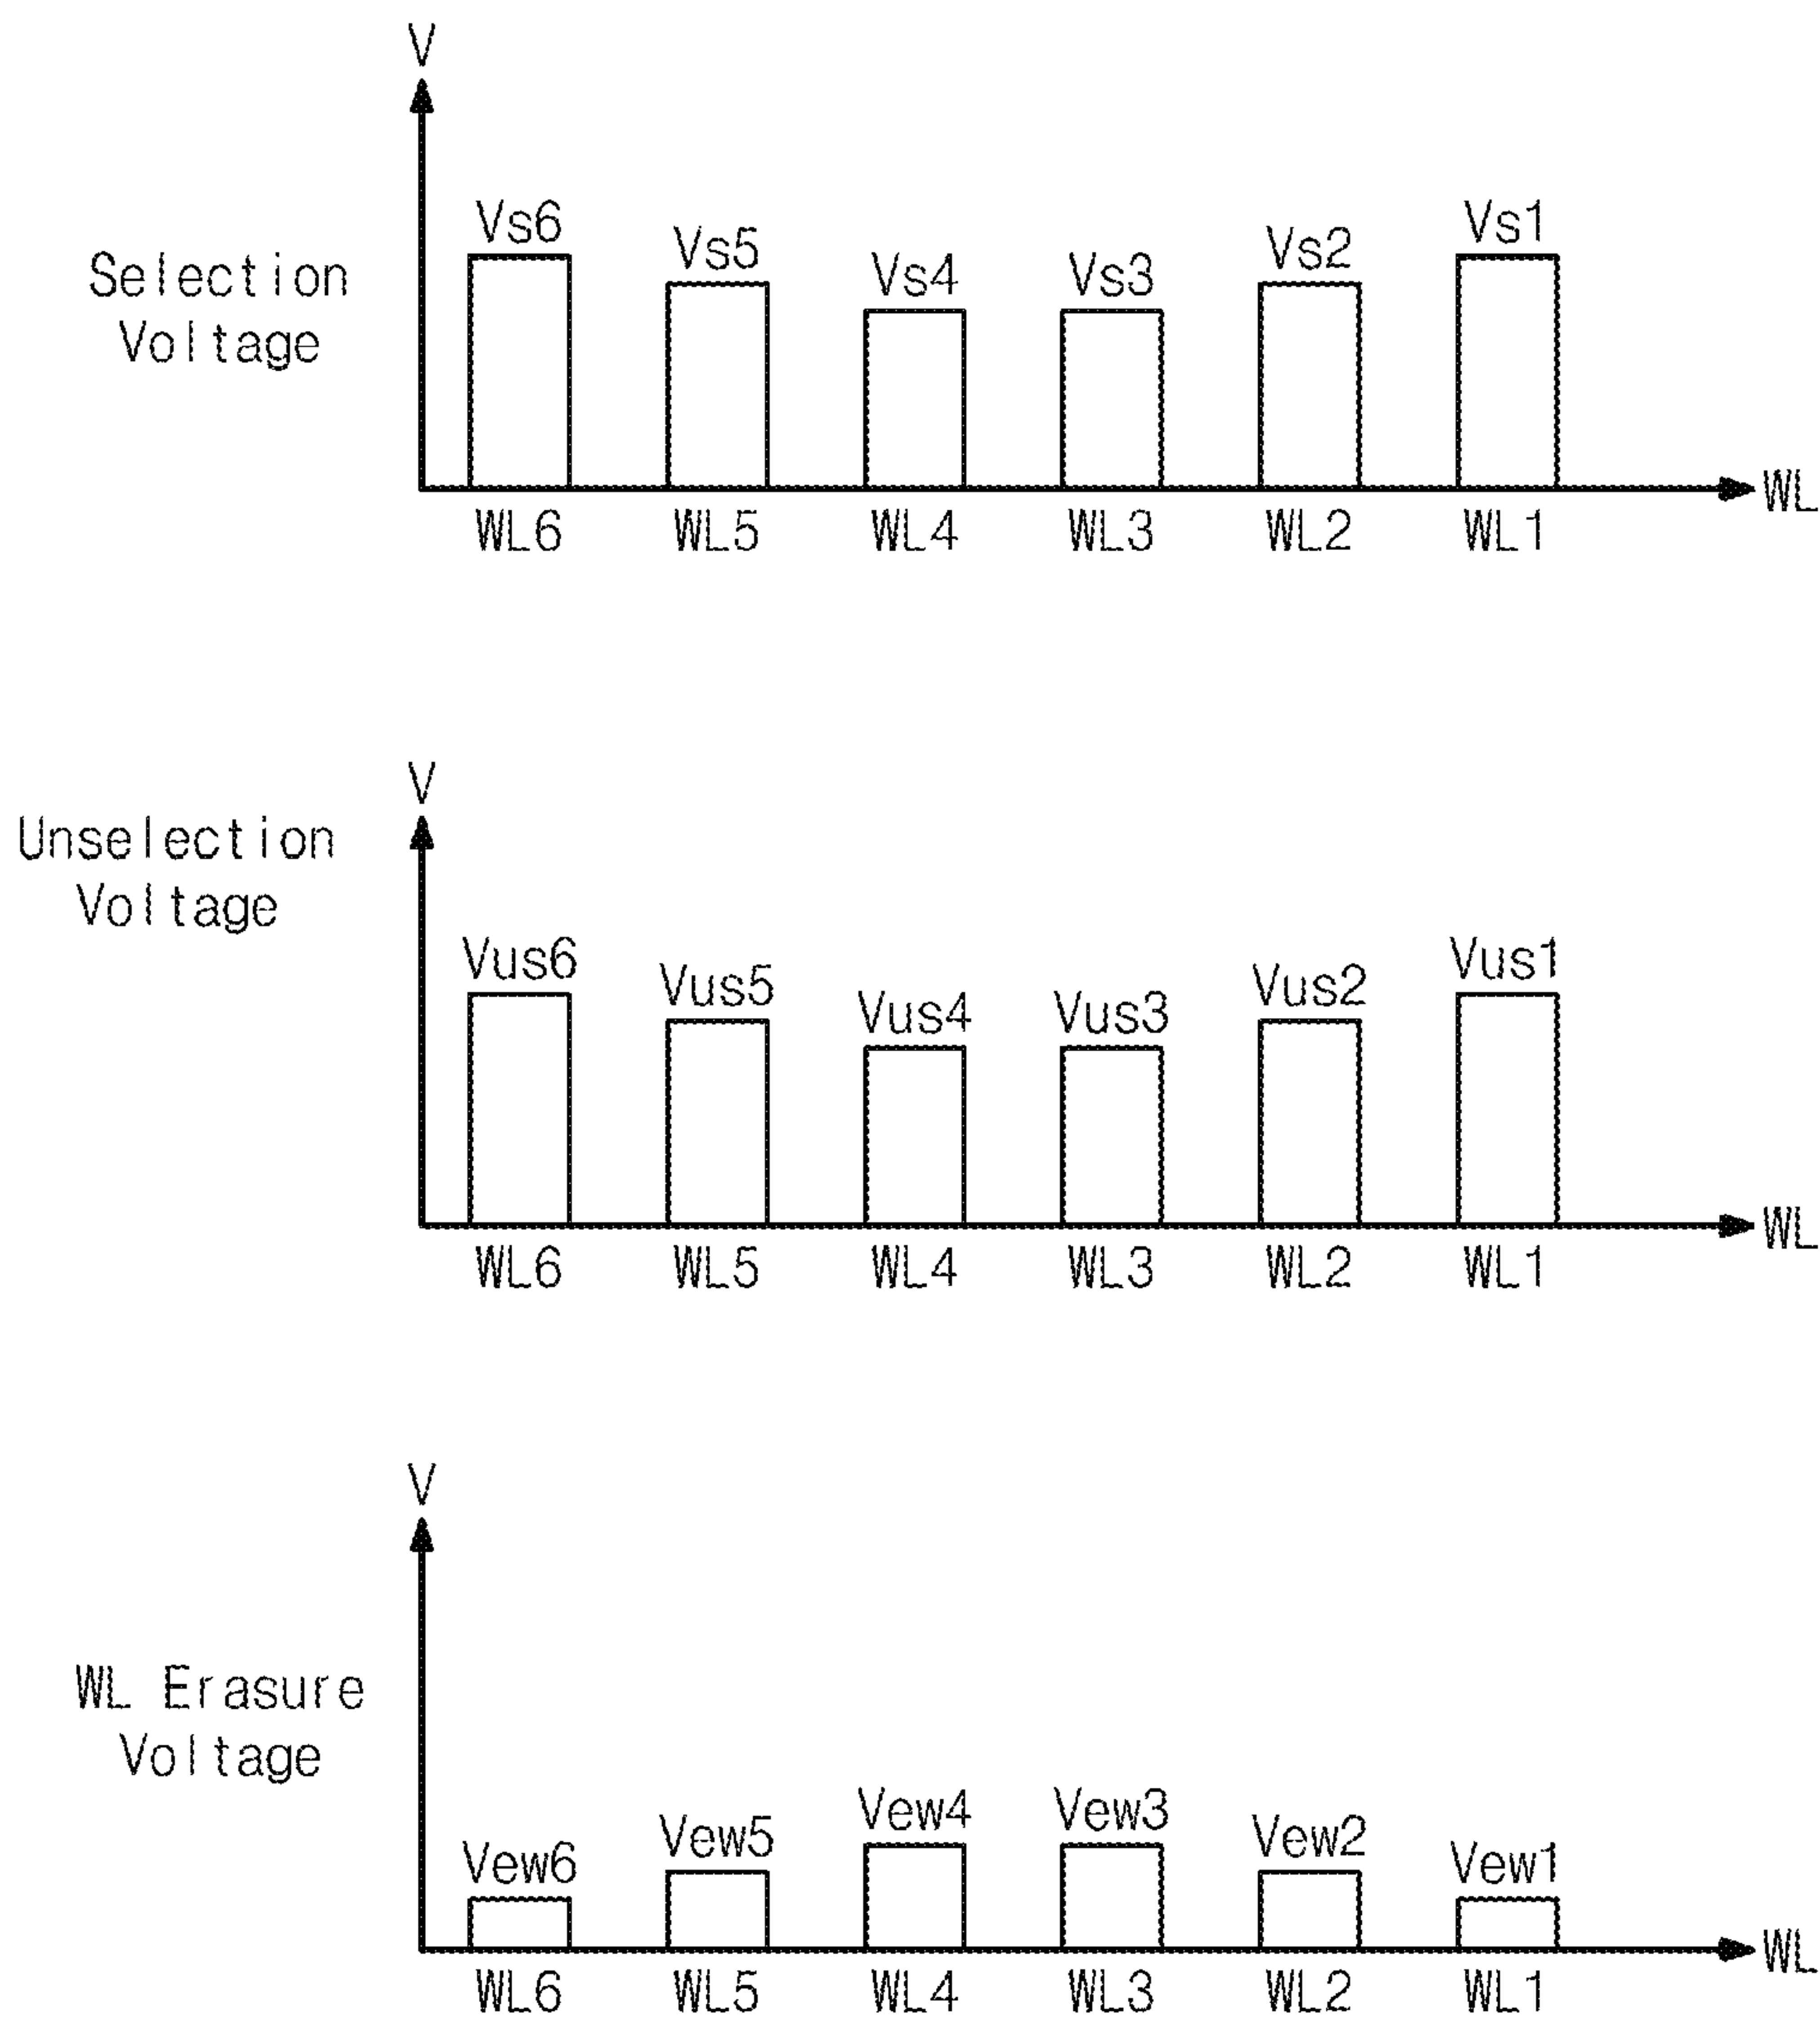 V
Vs6 Vs5 Vs4 Vs3 Vs2 Vs1
Selection
Voltage
WL
WL6 WL5 WL4 WL3 WL2 WL1
V
Unselection
Voltage
Vus6 Vus5 Vus4 Vus3 Vus2 Vus1
WL
WL6 WL5 WL4 WL3 WL2 WL1
V
WL Erasure
Voltage
Vew6 Vew5 Vew4 Vew3 Vew2 Vew1
WL
WL6 WL5 WL4 WL3 WL2 WL1